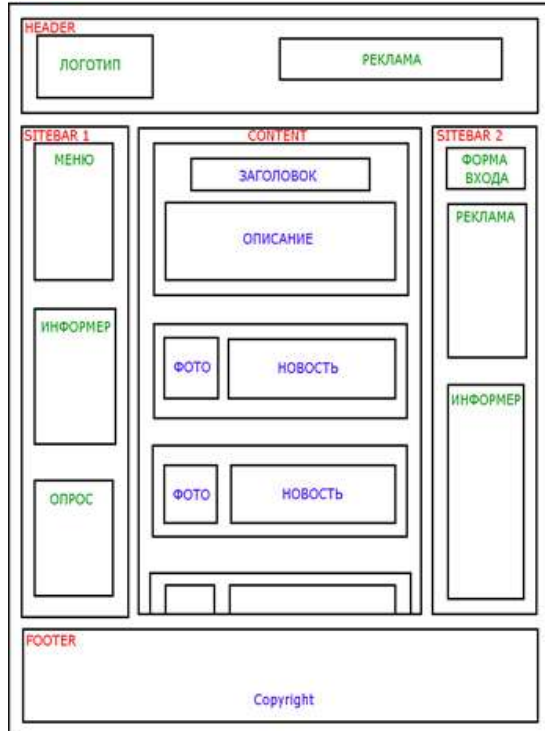 HEADER
ЛОГОТИП
РЕКЛАМА
SITEBAR 1
МЕНЮ
ИНФОРМЕР
ОПРОС
CONTENT
ЗАГОЛОВОК
ОПИСАНИЕ
ФОТО
НОВОСТЬ
ФОТО
НОВОСТЬ
SITEBAR 2
ФОРМА
ВХОДА
РЕКЛАМА
ИНФОРМЕР
FOOTER
Copyright